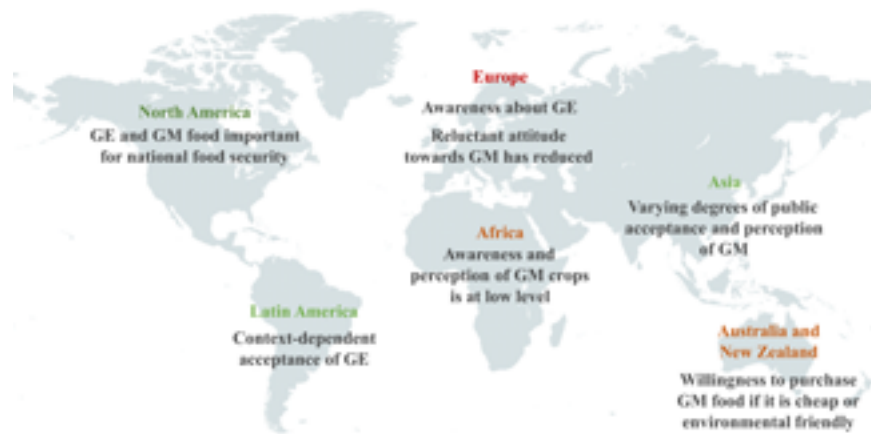 Europe
Awareness about GE
Reluctant attitude
towards GM has reduced
North America
GE and GM food important
for national food security
Asia
Varying degrees of public
acceptance and perception
of GM
Africa
Awareness and
perception of GM crops
is at low level
Latin America
Context-dependent
acceptance of GE
Australia and
New Zealand
Willingness to purchase
GM food if it is cheap or
environmental friendly